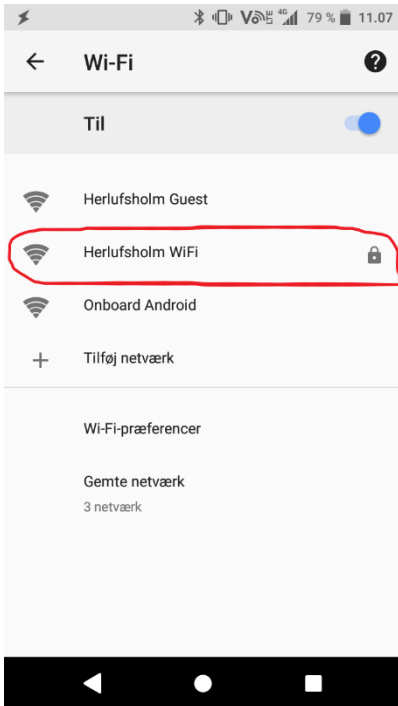 79 % 11.07
Wi-Fi
Til
Herlufsholm Guest
Herlufsholm WiFi
Onboard Android
Tilføj netværk
Wi-Fi-præferencer
Gemte netværk
3 netværk